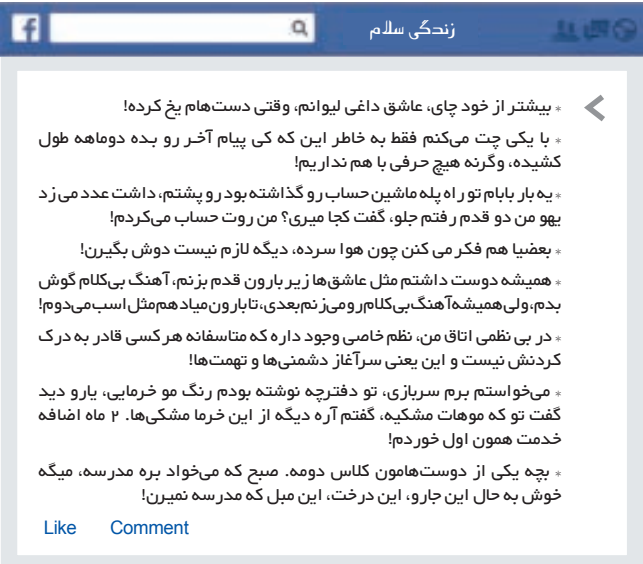 f
زندگی سلام
* بیشتر از خود چای، عاشق داغی لیوانم، وقتی دست‌هام یخ کرده!
* با یکی چت می‌کنم فقط به خاطر این که کی پیام آخر رو بده دوماهه طول
کشیده، وگرنه هیچ حرفی با هم نداریم!
* یه بار بابام تو راه پله ماشین حساب رو گذاشته بود رو پشتم، داشت عدد می زد
یهو من دو قدم رفتم جلو، گفت کجا میری؟ من روت حساب می‌کردم!
* بعضیا هم فکر می کنن چون هوا سرده، دیگه لازم نیست دوش بگیرن!
* همیشه دوست داشتم مثل عاشق‌ها زیر بارون قدم بزنم، آهنگ بی‌کلام گوش
بدم، ولی همیشه آهنگ بی‌کلام رو می‌زنم بعدی، تا بارون میاد هم مثل اسب می‌دوم!
* در بی نظمی اتاق من، نظم خاصی وجود داره که متاسفانه هر کسی قادر به درک
کردنش نیست و این یعنی سرآغاز دشمنی‌ها و تهمت‌ها!
* می‌خواستم برم سربازی، تو دفترچه نوشته بودم رنگ مو خرمایی، یارو دید
گفت تو که موهات مشکیه، گفتم آره دیگه از این خرما مشکی‌ها. ۲ ماه اضافه
خدمت همون اول خوردم!
* بچه یکی از دوست‌هامون کلاس دومه. صبح که می‌خواد بره مدرسه، میگه
خوش به حال این جارو، این درخت، این مبل که مدرسه نمیرن!
Like Comment